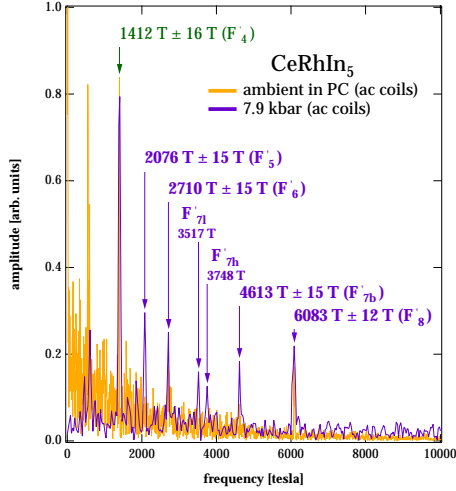 1.0
0.8
0.6
0.4
0.2
0.0
amplitude [arb. units]
1412 T ± 16 T (F'4)
CeRhIn5
ambient in PC (ac coils)
7.9 kbar (ac coils)
2076 T ± 15 T (F'5)
2710 T ± 15 T (F'6)
F'7l
3517 T
F'7h
3748 T
4613 T ± 15 T (F'7b)
6083 T ± 12 T (F'8)
0
2000
4000
6000
8000
10000
frequency [tesla]